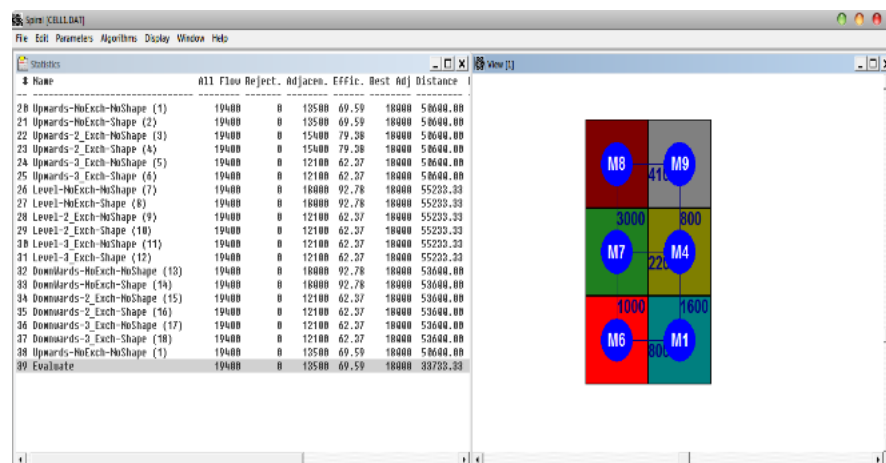 Spiral [CELL1.DAT]
File Edit Parameters Algorithms Display Window Help
Statistics
View [1]
# Name All Flow Reject. Adjacen. Effic. Best Adj Distance
20 Upwards-NoExch-NoShape (1) 19400 0 13500 69.59 18000 50600.00
21 Upwards-NoExch-Shape (2) 19400 0 13500 69.59 18000 50600.00
22 Upwards-2_Exch-NoShape (3) 19400 0 15400 79.38 18000 50600.00
23 Upwards-2_Exch-Shape (4) 19400 0 15400 79.38 18000 50600.00
24 Upwards-3_Exch-NoShape (5) 19400 0 12100 62.37 18000 50600.00
25 Upwards-3_Exch-Shape (6) 19400 0 12100 62.37 18000 50600.00
26 Level-NoExch-NoShape (7) 19400 0 18000 92.78 18000 55233.33
27 Level-NoExch-Shape (8) 19400 0 18000 92.78 18000 55233.33
28 Level-2_Exch-NoShape (9) 19400 0 12100 62.37 18000 55233.33
29 Level-2_Exch-Shape (10) 19400 0 12100 62.37 18000 55233.33
30 Level-3_Exch-NoShape (11) 19400 0 12100 62.37 18000 55233.33
31 Level-3_Exch-Shape (12) 19400 0 12100 62.37 18000 55233.33
32 DownWards-NoExch-NoShape (13) 19400 0 18000 92.78 18000 53600.00
33 DownWards-NoExch-Shape (14) 19400 0 18000 92.78 18000 53600.00
34 Downwards-2_Exch-NoShape (15) 19400 0 12100 62.37 18000 53600.00
35 Downwards-2_Exch-Shape (16) 19400 0 12100 62.37 18000 53600.00
36 Downwards-3_Exch-NoShape (17) 19400 0 12100 62.37 18000 53600.00
37 Downwards-3_Exch-Shape (18) 19400 0 12100 62.37 18000 53600.00
38 Upwards-NoExch-NoShape (1) 19400 0 13500 69.59 18000 50600.00
39 Evaluate 19400 0 13500 69.59 18000 33733.33
M8 410 M9
3000 800
M7 220 M4
1000 1600
M6 800 M1